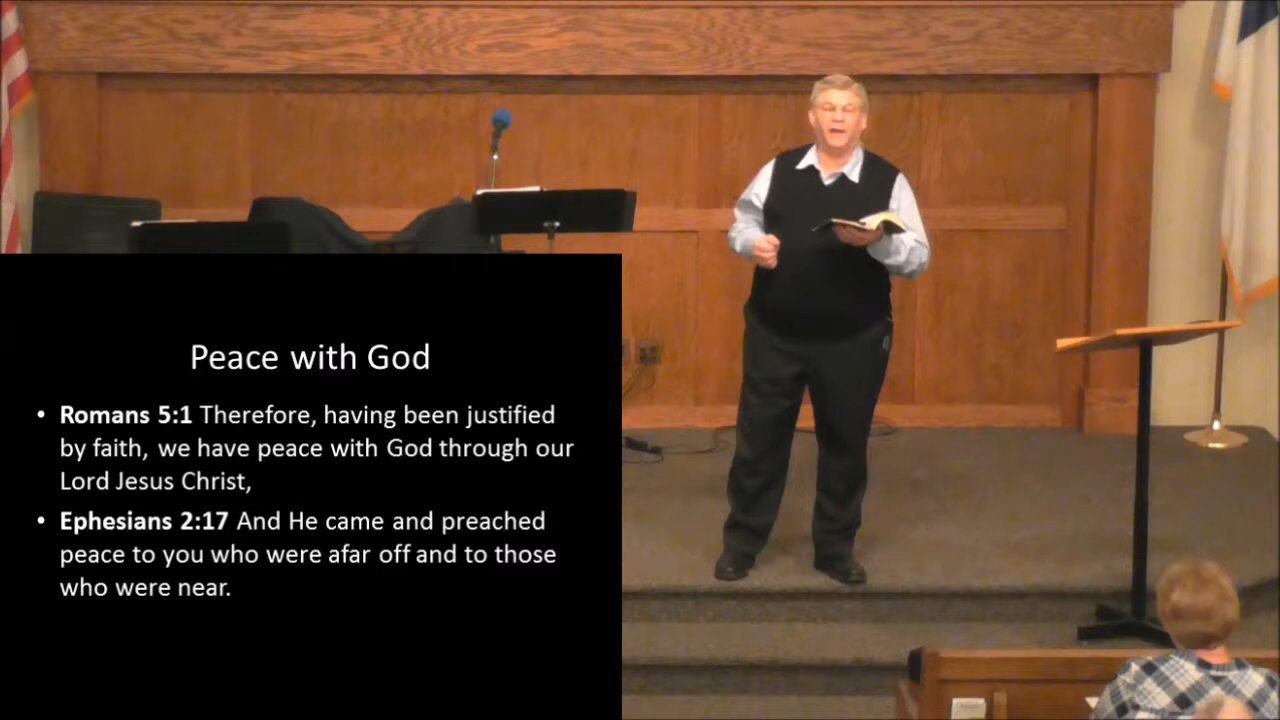 Peace with God
• Romans 5:1 Therefore, having been justified
by faith, we have peace with God through our
Lord Jesus Christ,
• Ephesians 2:17 And He came and preached
peace to you who were afar off and to those
who were near.